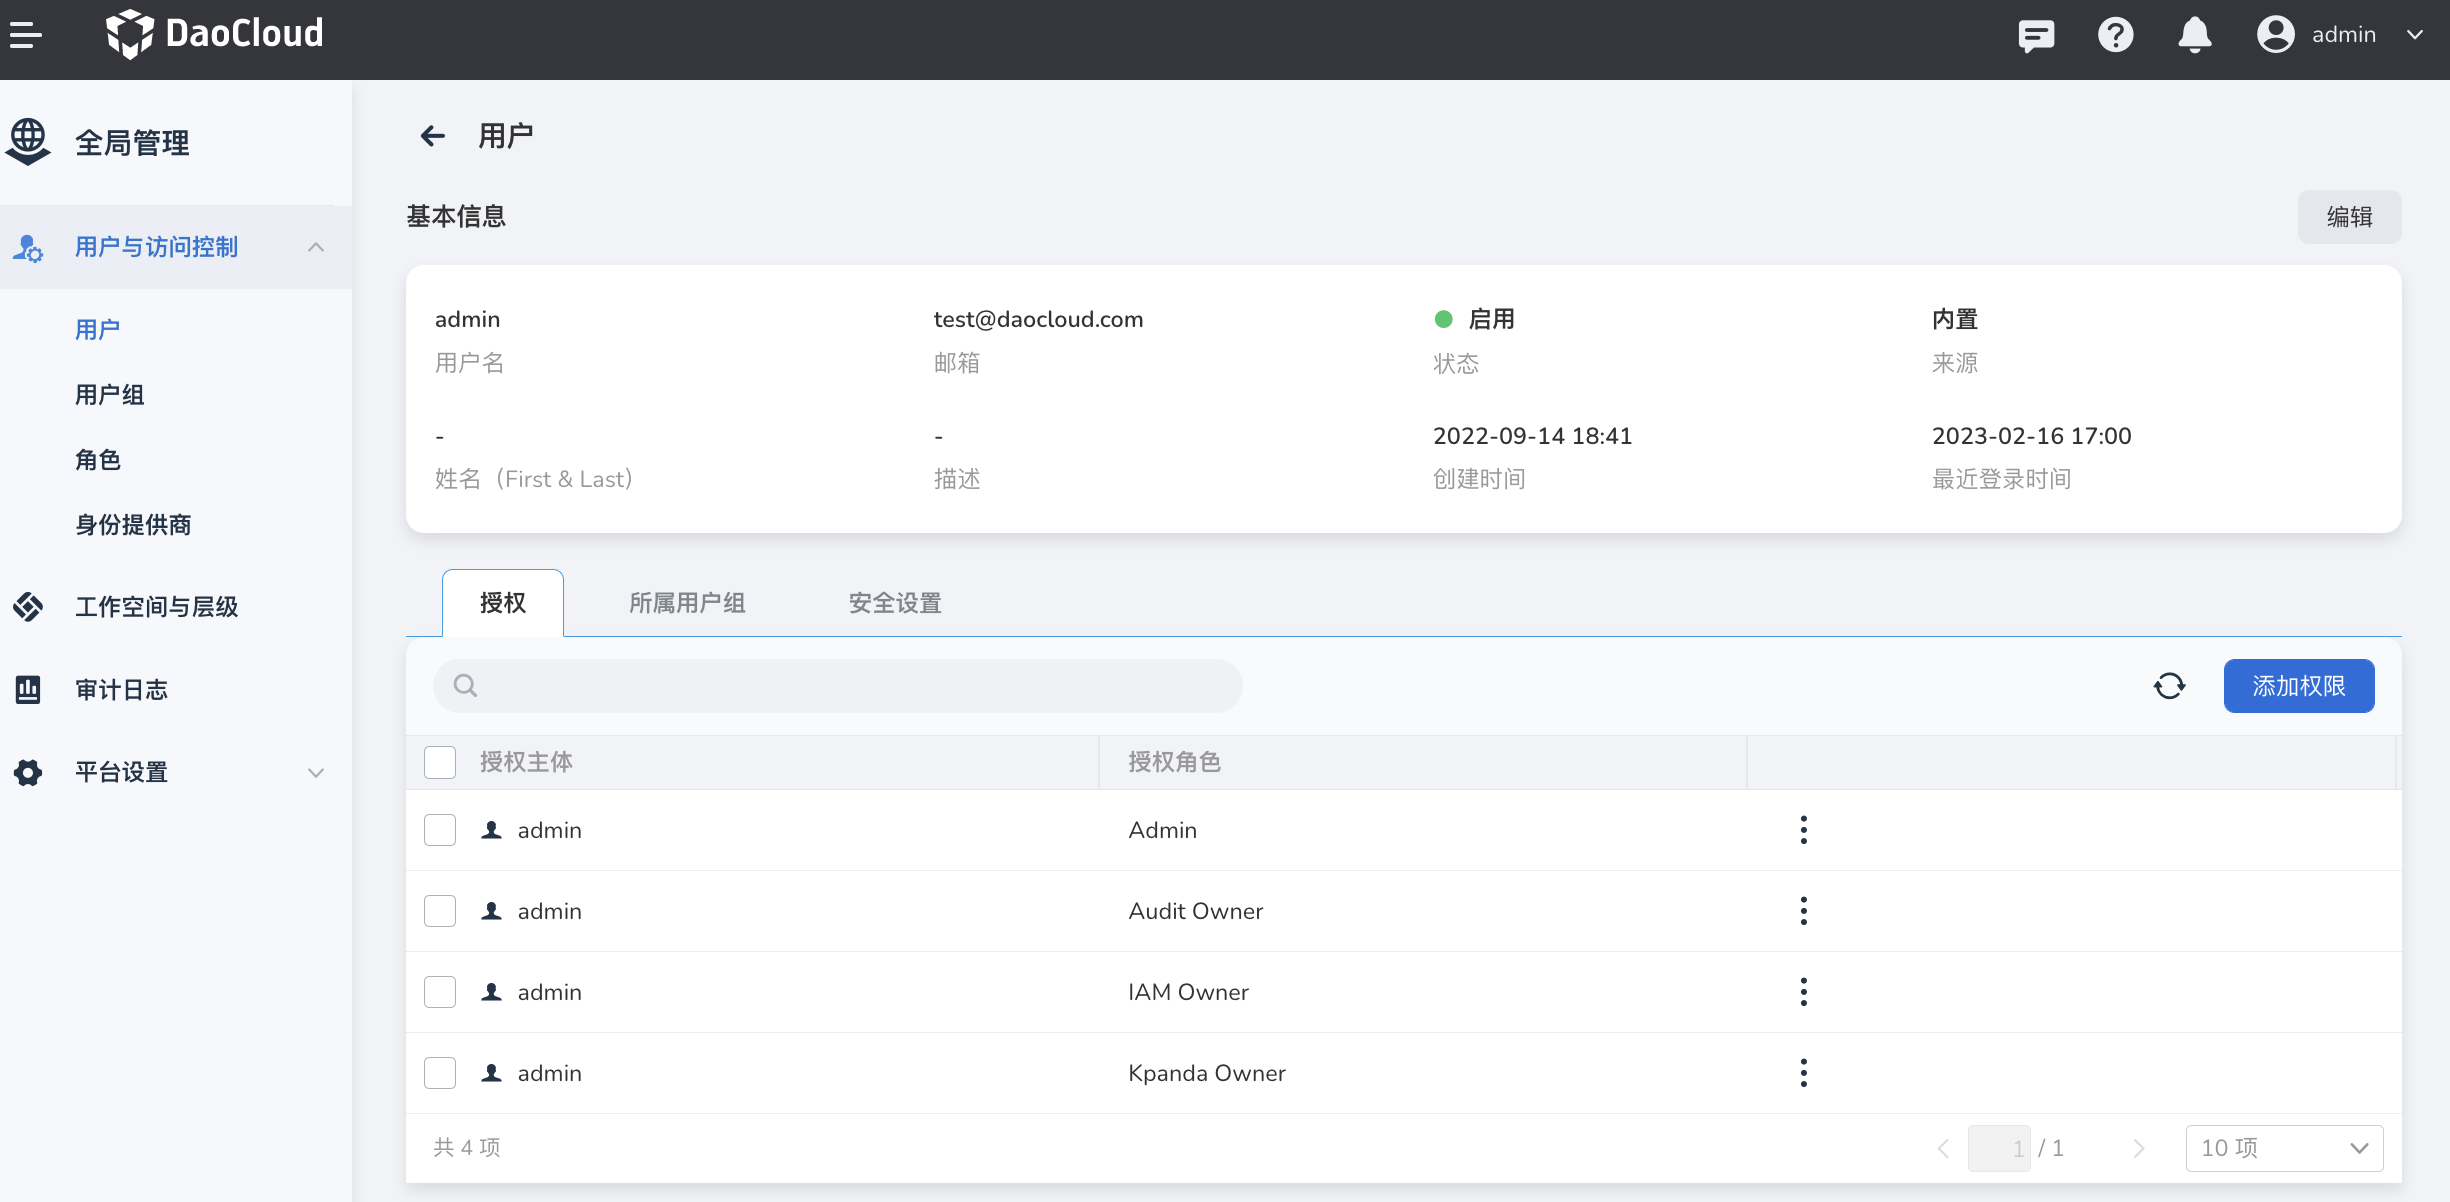 DaoCloud
admin
全局管理
用户与访问控制
用户
用户组
角色
身份提供商
工作空间与层级
审计日志
平台设置
用户
基本信息
编辑
admin
用户名
test@daocloud.com
邮箱
启用
状态
内置
来源
-
姓名（First & Last）
-
描述
2022-09-14 18:41
创建时间
2023-02-16 17:00
最近登录时间
授权 所属用户组 安全设置
添加权限
授权主体 授权角色
admin Admin
admin Audit Owner
admin IAM Owner
admin Kpanda Owner
共 4 项
1 / 1
10 项